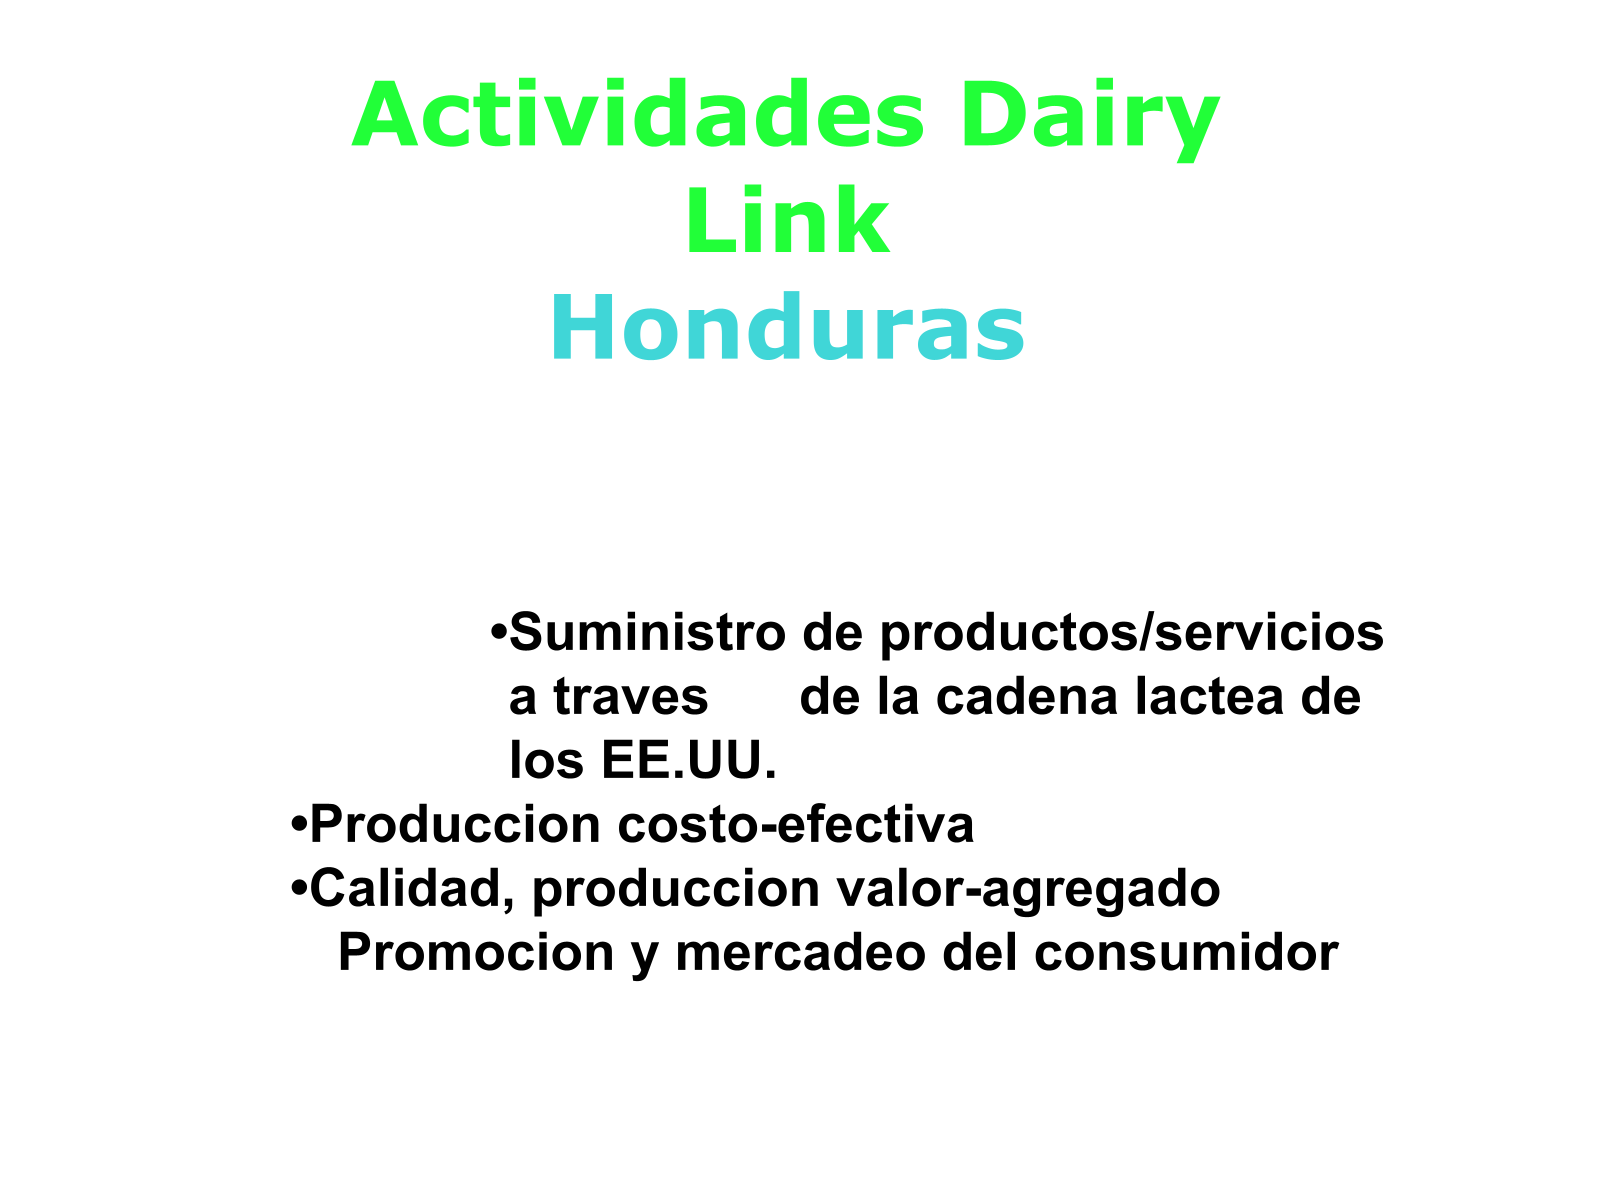 Actividades Dairy
Link
Honduras
•Suministro de productos/servicios
a traves de la cadena lactea de
los EE.UU.
•Produccion costo-efectiva
•Calidad, produccion valor-agregado
Promocion y mercadeo del consumidor